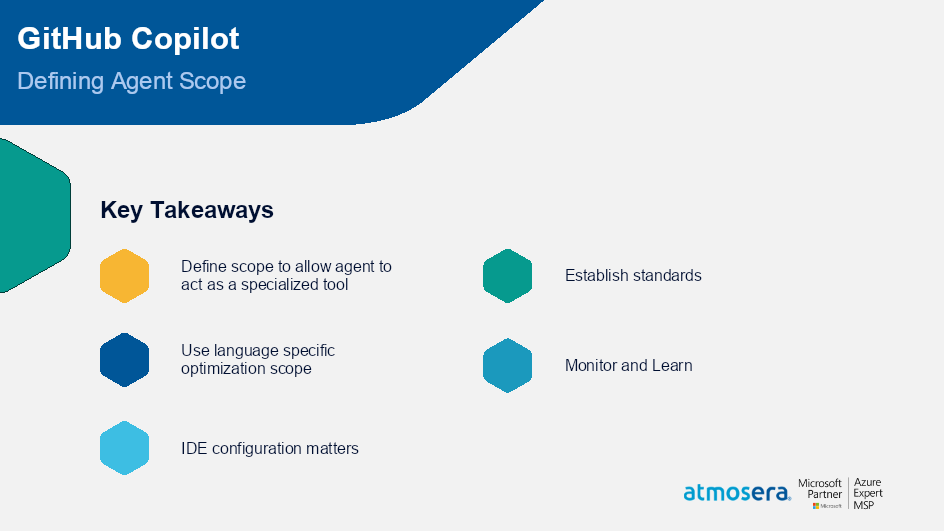 GitHub Copilot
Defining Agent Scope
Key Takeaways
Define scope to allow agent to
act as a specialized tool
Use language specific
optimization scope
IDE configuration matters
Establish standards
Monitor and Learn
atmosera®
Microsoft
Partner
Microsoft
Azure
Expert
MSP